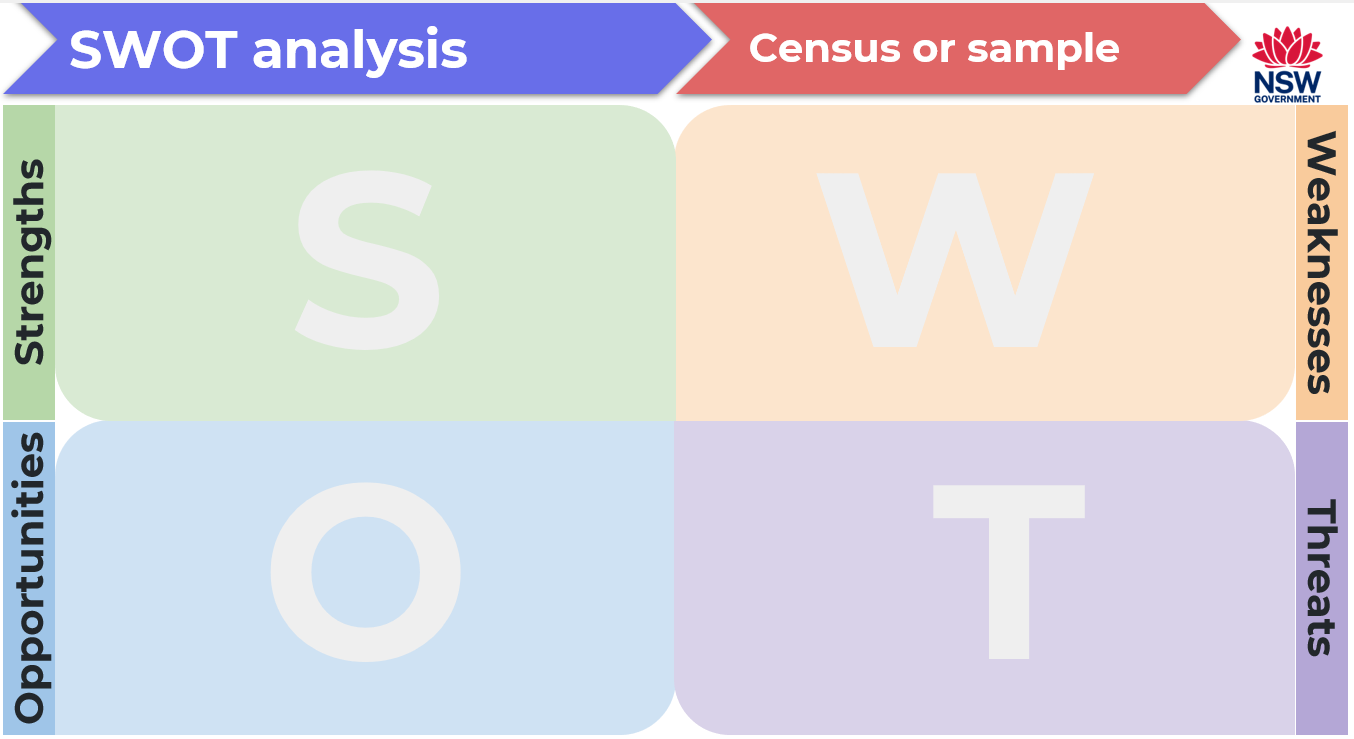 SWOT analysis
Census or sample
NSW
GOVERNMENT
Strengths
S
W
Weaknesses
Opportunities
O
T
Threats